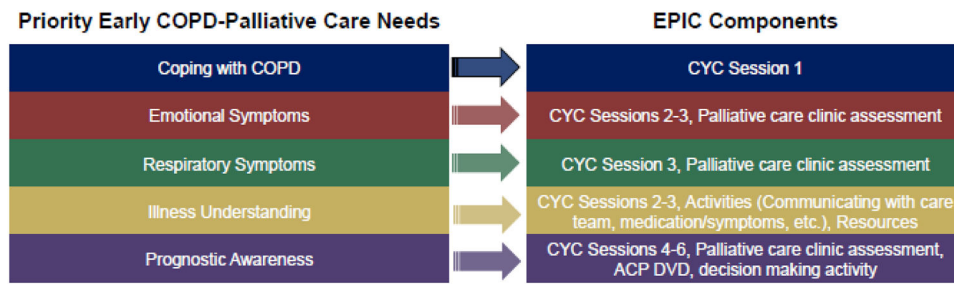 Priority Early COPD-Palliative Care Needs
EPIC Components
Coping with COPD
CYC Session 1
Emotional Symptoms
CYC Sessions 2-3, Palliative care clinic assessment
Respiratory Symptoms
CYC Session 3, Palliative care clinic assessment
Illness Understanding
CYC Sessions 2-3, Activities (Communicating with care
team, medication/symptoms, etc.), Resources
Prognostic Awareness
CYC Sessions 4-6, Palliative care clinic assessment,
ACP DVD, decision making activity